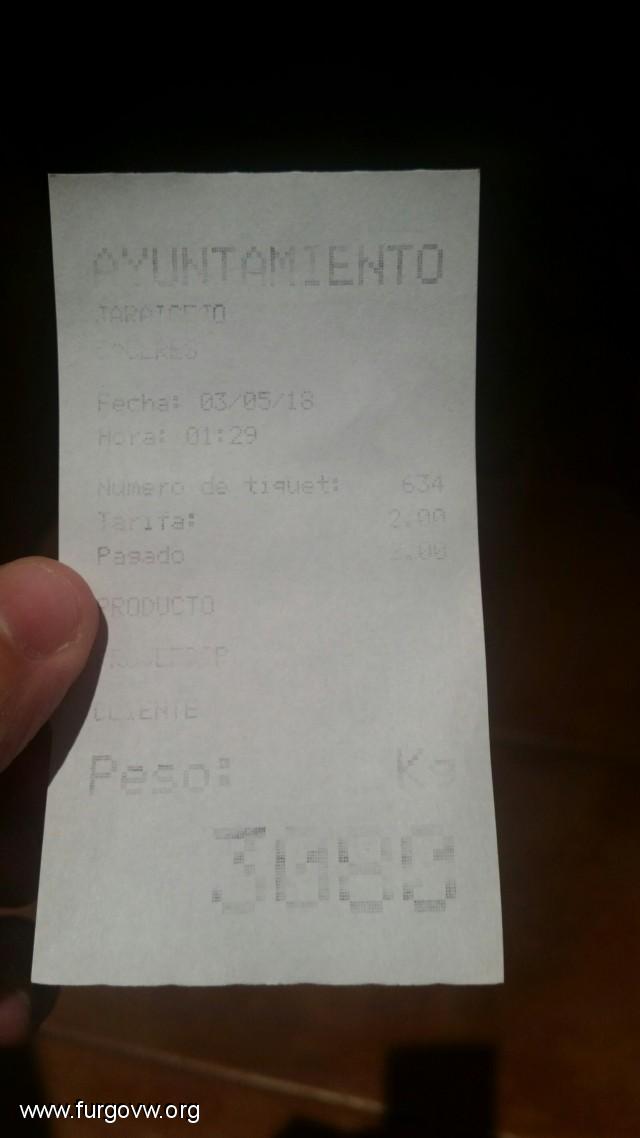 AYUNTAMIENTO
JARAICEJO
CACERES
Fecha: 03/05/18
Hora: 01:29
Numero de tiquet: 634
Tarifa: 2.00
Pagado 2.00
PRODUCTO
CLIENTE
Peso: Kg
3080
www.furgovw.org